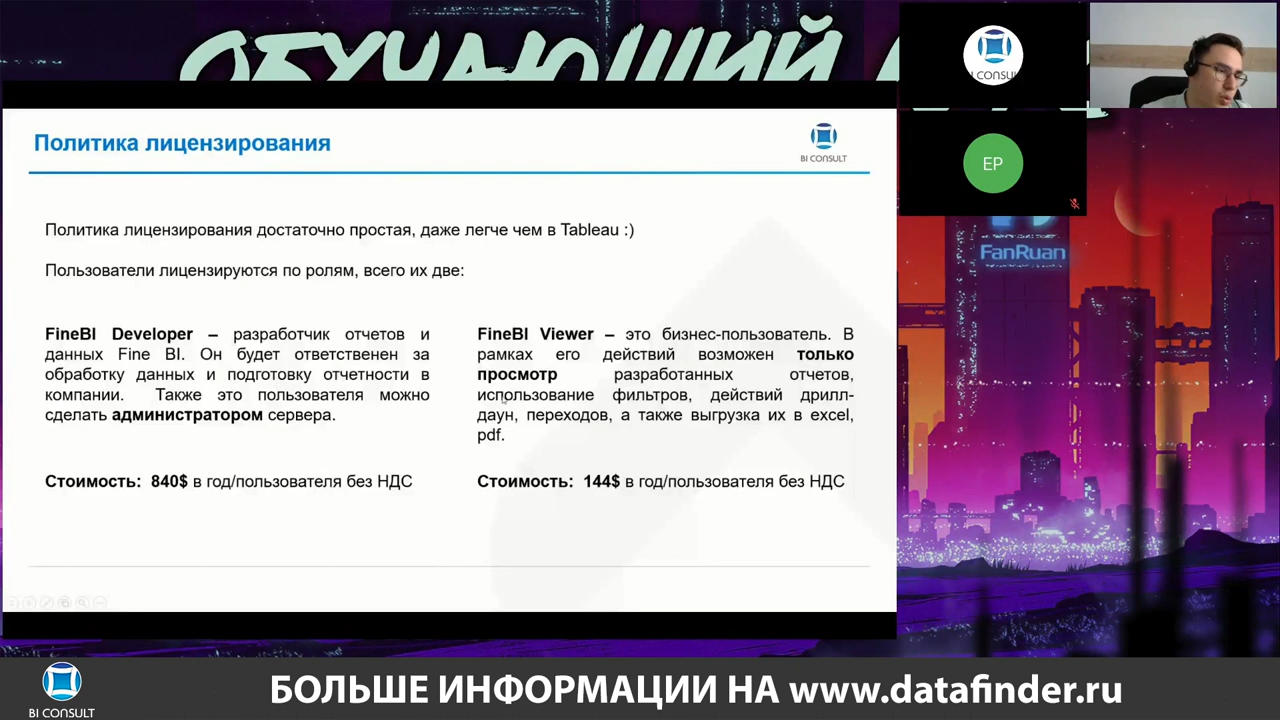 ОБУЧАЮЩИЙ
BI CONSULT
EP
FanRuan
Политика лицензирования
BI CONSULT
Политика лицензирования достаточно простая, даже легче чем в Tableau :)
Пользователи лицензируются по ролям, всего их две:
FineBI Developer – разработчик отчетов и
данных Fine BI. Он будет ответственен за
обработку данных и подготовку отчетности в
компании. Также это пользователя можно
сделать администратором сервера.
Стоимость: 840$ в год/пользователя без НДС
FineBI Viewer – это бизнес-пользователь. В
рамках его действий возможен только
просмотр разработанных отчетов,
использование фильтров, действий дрилл-
даун, переходов, а также выгрузка их в excel,
pdf.
Стоимость: 144$ в год/пользователя без НДС
BI CONSULT
БОЛЬШЕ ИНФОРМАЦИИ НА www.datafinder.ru